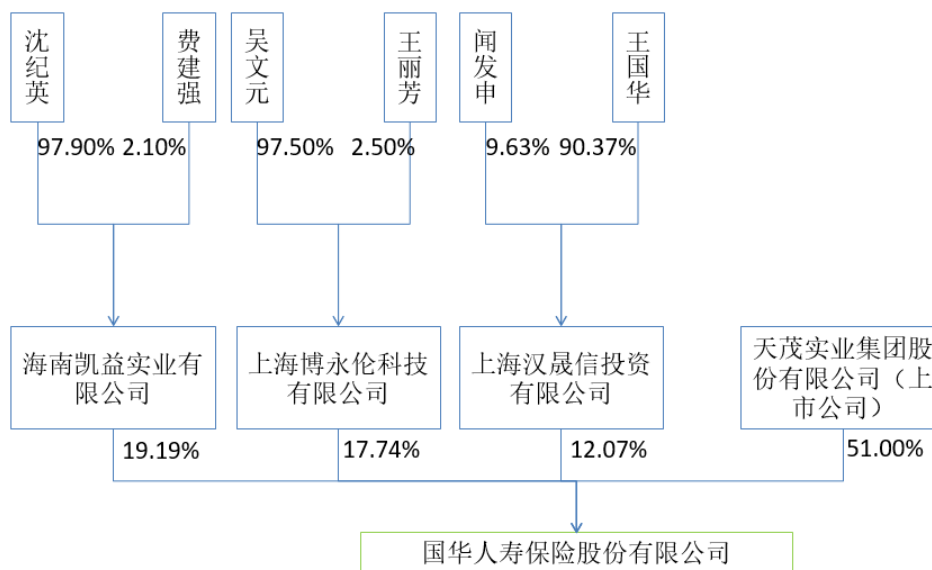 沈纪英
费建强
吴文元
王丽芳
闻发申
王国华
97.90% 2.10%
97.50% 2.50%
9.63% 90.37%
海南凯益实业有
限公司
上海博永伦科技
有限公司
上海汉晟信投资
有限公司
天茂实业集团股
份有限公司（上
市公司）
19.19%
17.74%
12.07%
51.00%
国华人寿保险股份有限公司